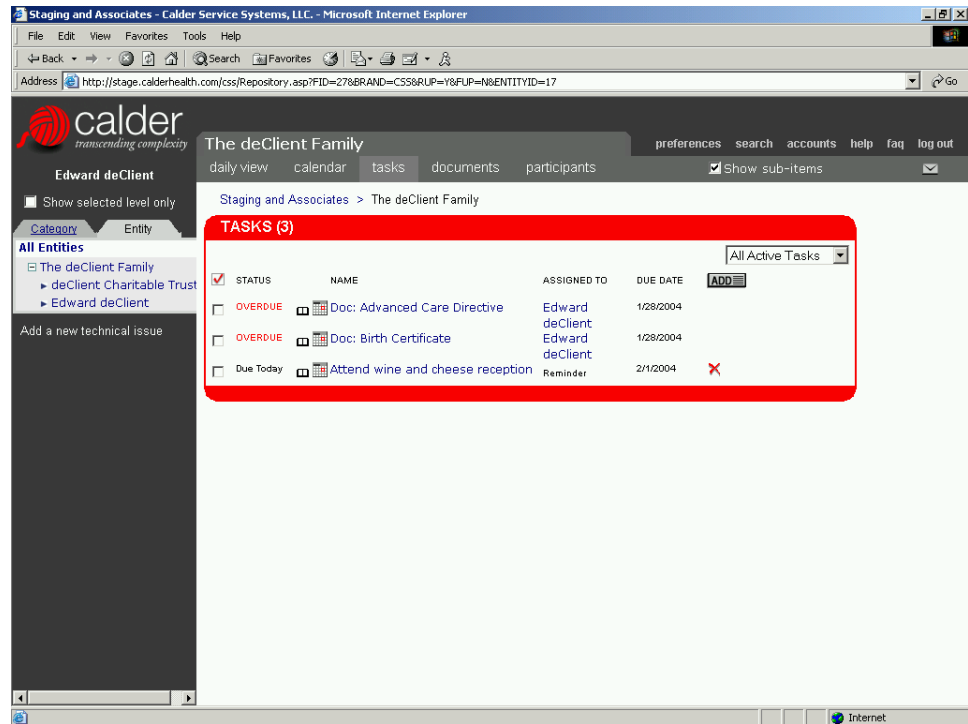 Staging and Associates - Calder Service Systems, LLC. - Microsoft Internet Explorer
File Edit View Favorites Tools Help
Back Search Favorites
Address http://stage.calderhealth.com/css/Repository.asp?FID=27&BRAND=CSS&RUP=Y&FUP=N&ENTITYID=17 Go
calder
transcending complexity
The deClient Family
preferences search accounts help faq log out
daily view calendar tasks documents participants Show sub-items
Edward deClient
Show selected level only
Category Entity
All Entities
The deClient Family
deClient Charitable Trust
Edward deClient
Add a new technical issue
Staging and Associates > The deClient Family
TASKS (3)
All Active Tasks
STATUS NAME ASSIGNED TO DUE DATE ADD
OVERDUE Doc: Advanced Care Directive Edward deClient 1/28/2004
OVERDUE Doc: Birth Certificate Edward deClient 1/28/2004
Due Today Attend wine and cheese reception Reminder 2/1/2004
Internet